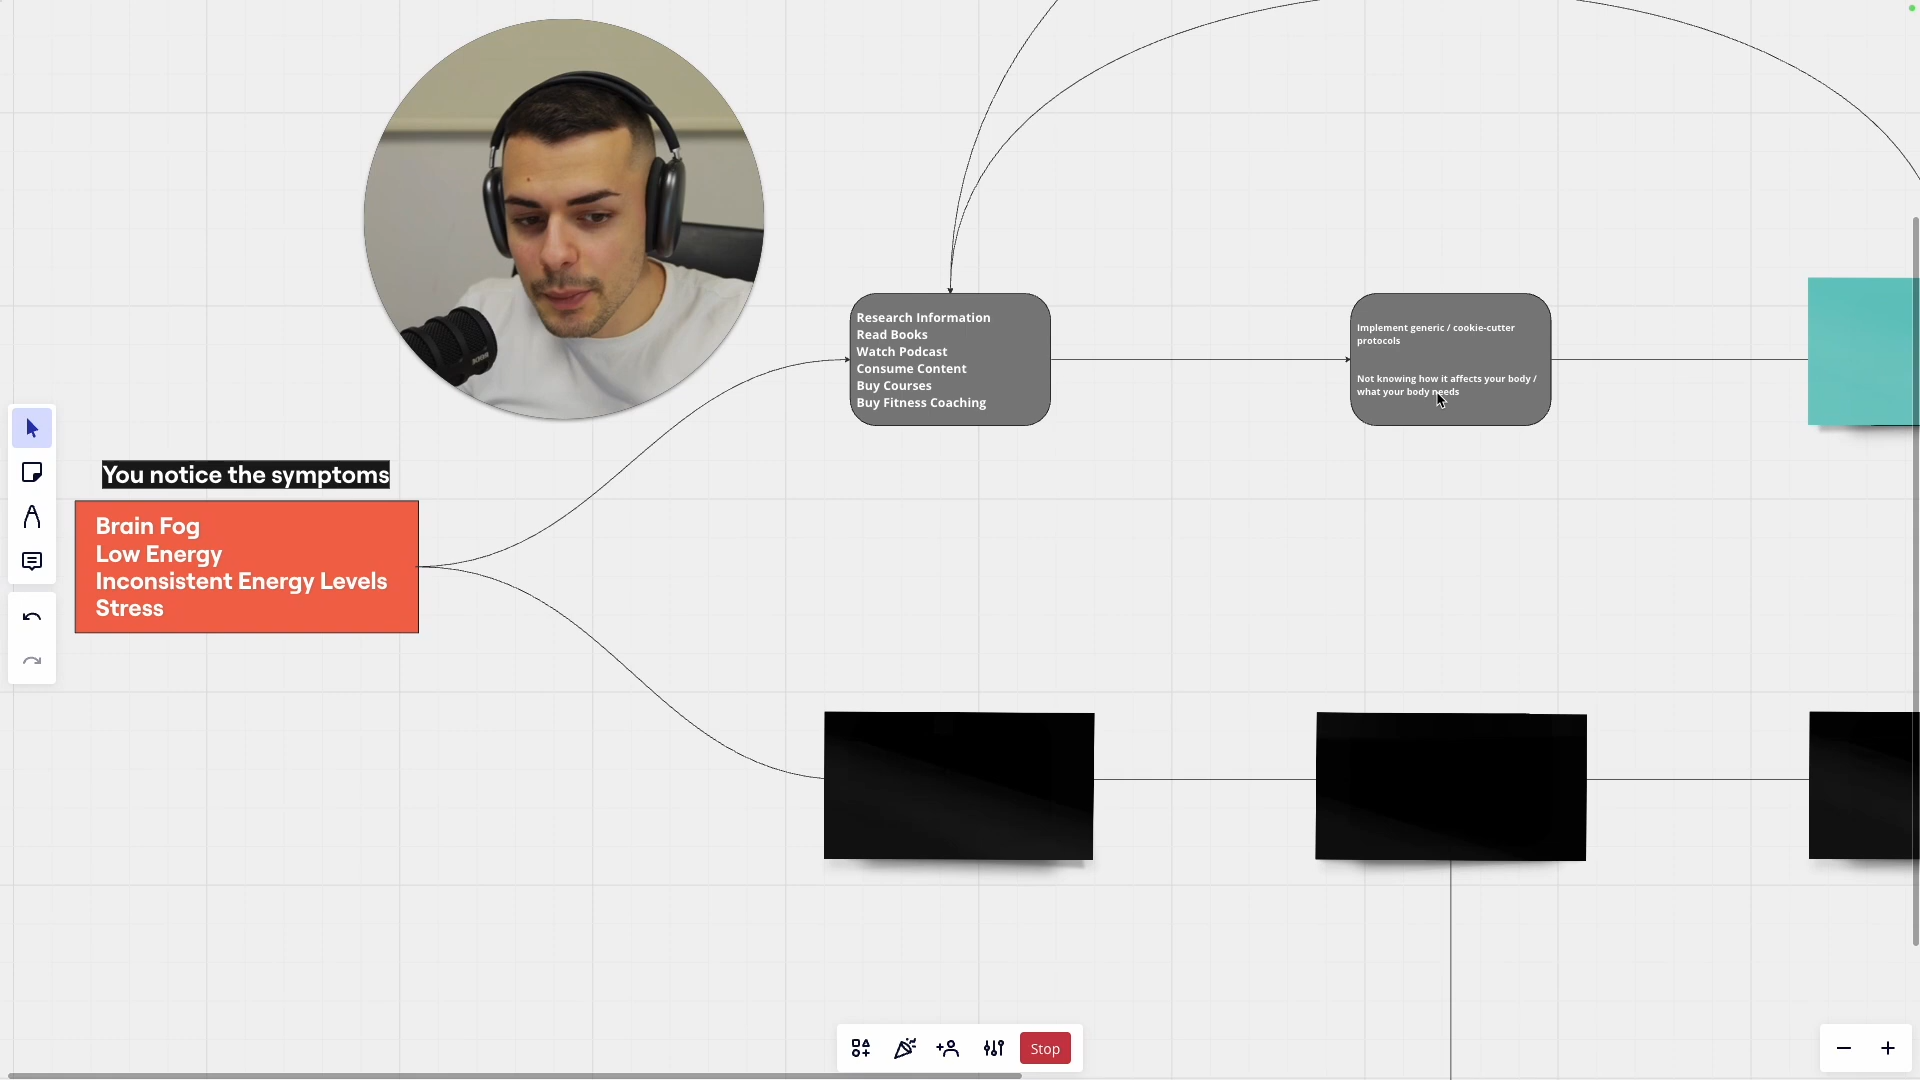 Research Information
Read Books
Watch Podcast
Consume Content
Buy Courses
Buy Fitness Coaching
Implement generic / cookie-cutter
protocols
Not knowing how it affects your body /
what your body needs
You notice the symptoms
Brain Fog
Low Energy
Inconsistent Energy Levels
Stress
Stop